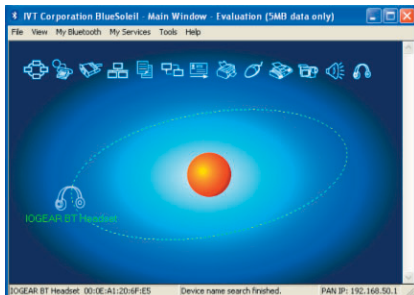 IVT Corporation BlueSoleil - Main Window - Evaluation (5MB data only)
File View My Bluetooth My Services Tools Help
IOGEAR BT Headset
IOGEAR BT Headset 00:0E:A1:20:6F:E5 Device name search finished. PAN IP: 192.168.50.1